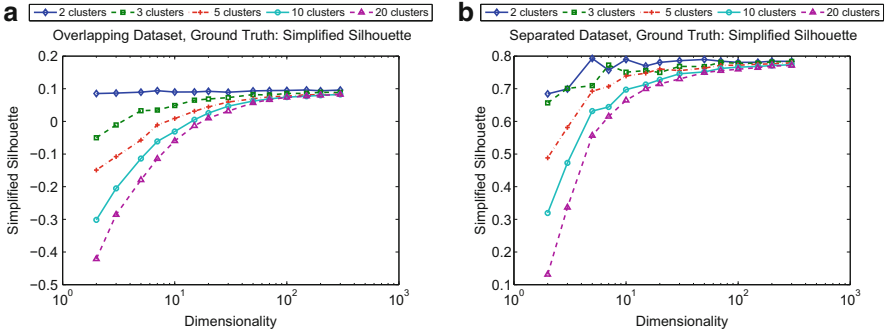 a
2 clusters 3 clusters 5 clusters 10 clusters 20 clusters
Overlapping Dataset, Ground Truth: Simplified Silhouette
Simplified Silhouette
0.2
0.1
0
−0.1
−0.2
−0.3
−0.4
−0.5
10^0 10^1 10^2 10^3
Dimensionality
b
2 clusters 3 clusters 5 clusters 10 clusters 20 clusters
Separated Dataset, Ground Truth: Simplified Silhouette
Simplified Silhouette
0.8
0.7
0.6
0.5
0.4
0.3
0.2
0.1
10^0 10^1 10^2 10^3
Dimensionality